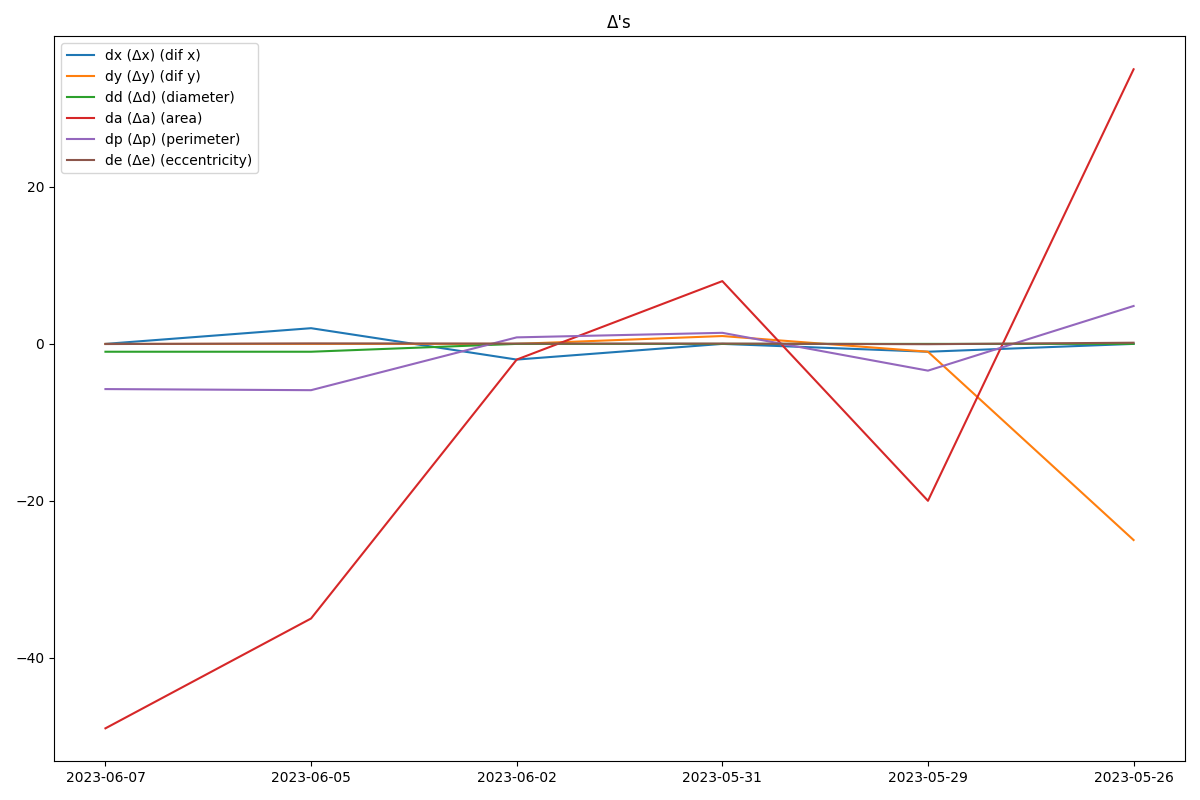 Δ's
dx (Δx) (dif x)
dy (Δy) (dif y)
dd (Δd) (diameter)
da (Δa) (area)
dp (Δp) (perimeter)
de (Δe) (eccentricity)
20
0
−20
−40
2023-06-07 2023-06-05 2023-06-02 2023-05-31 2023-05-29 2023-05-26